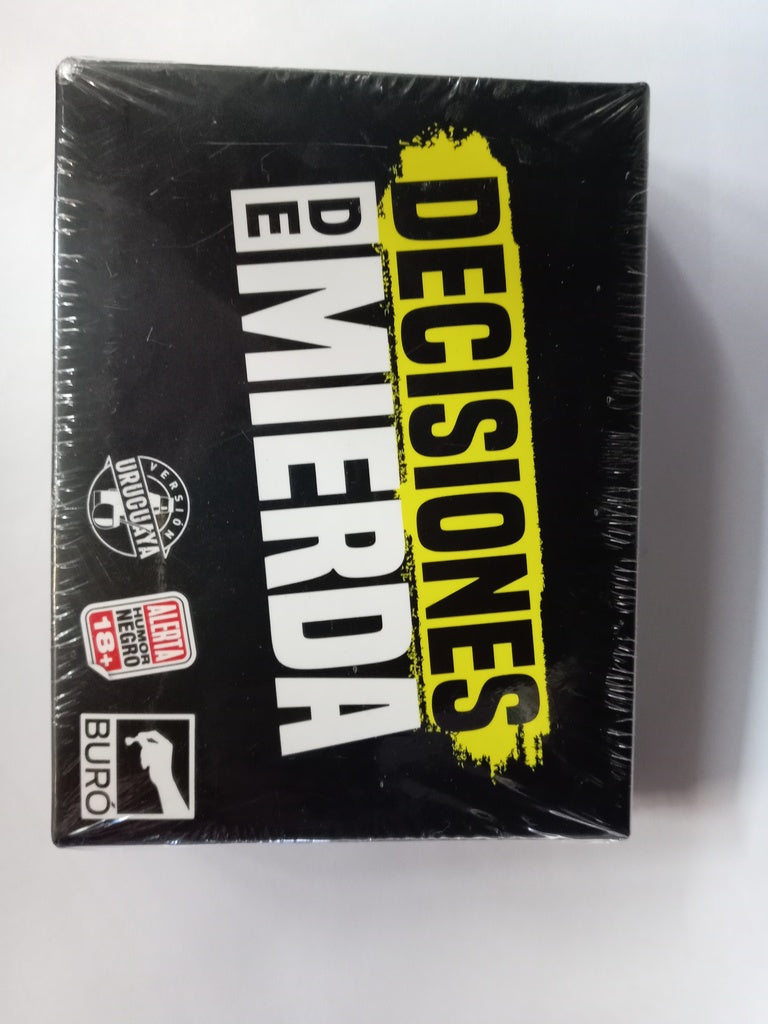 DECISIONES
DE MIERDA
VERSIÓN
URUGUAYA
ALERTA
HUMOR
NEGRO
18+
BURÓ